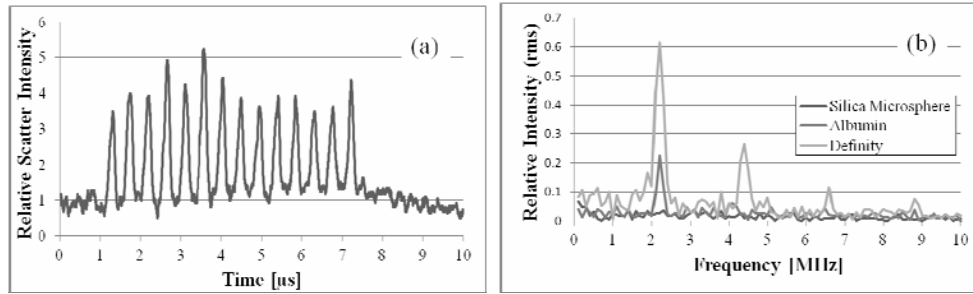 (a)
Relative Scatter Intensity
6
5
4
3
2
1
0
0 1 2 3 4 5 6 7 8 9 10
Time [µs]
(b)
Relative Intensity (rms)
0.7
0.6
0.5
0.4
0.3
0.2
0.1
0
Silica Microsphere
Albumin
Definity
0 1 2 3 4 5 6 7 8 9 10
Frequency [MHz]